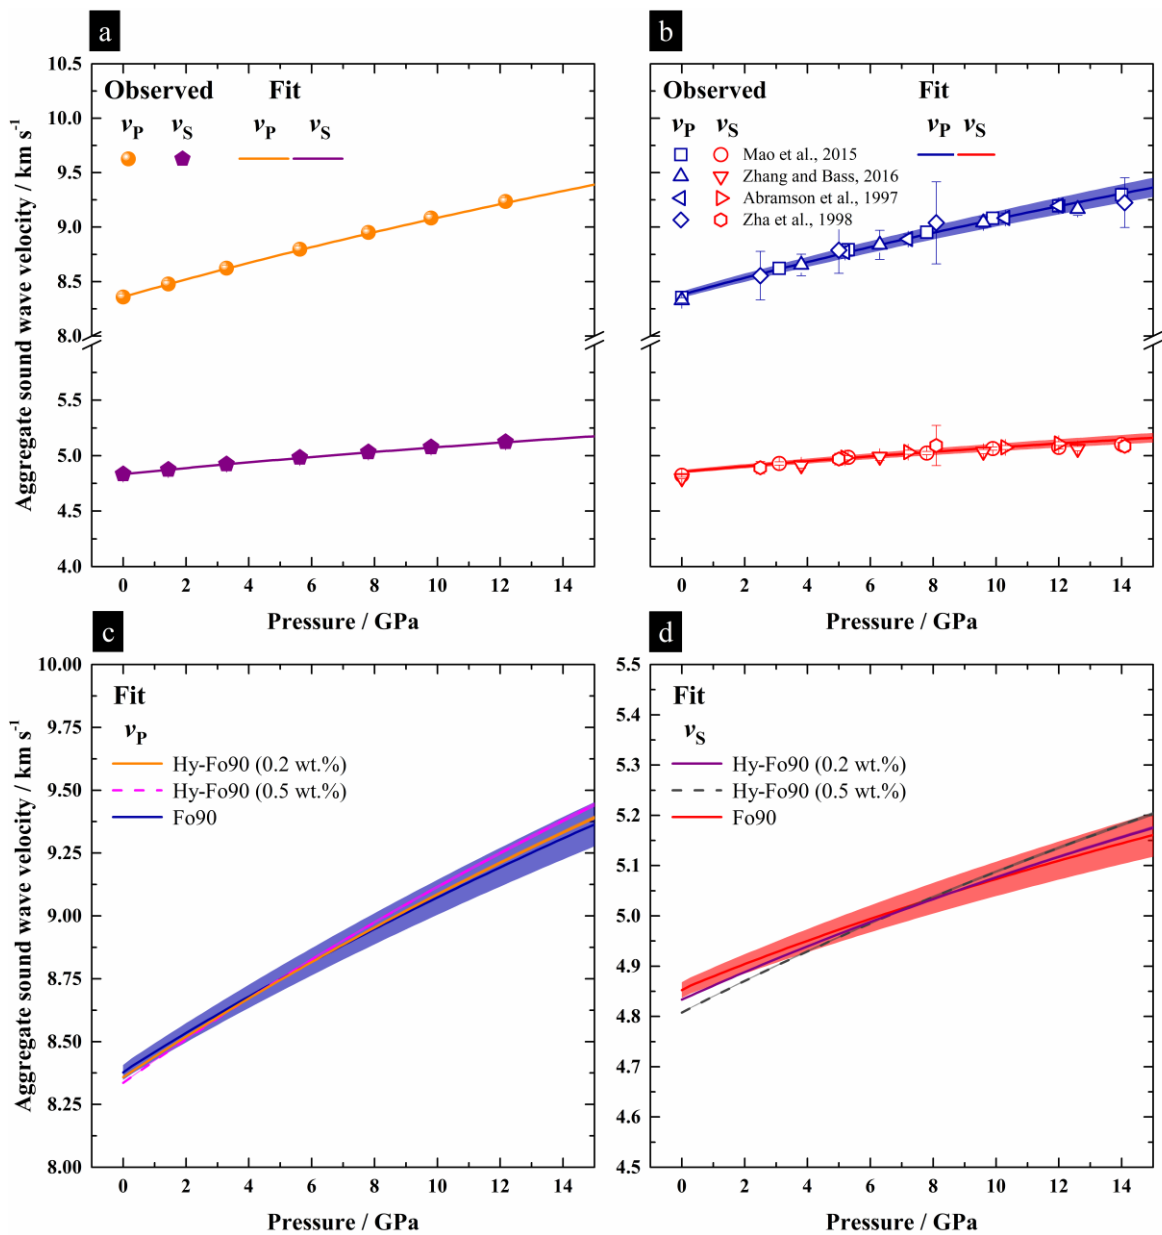 a
Aggregate sound wave velocity / km s⁻¹
10.5
10.0
9.5
9.0
8.5
8.0
5.5
5.0
4.5
4.0
Observed Fit
vP vS vP vS
0 2 4 6 8 10 12 14
Pressure / GPa
b
Observed Fit
vP vS vP vS
Mao et al., 2015
Zhang and Bass, 2016
Abramson et al., 1997
Zha et al., 1998
0 2 4 6 8 10 12 14
Pressure / GPa
c
Aggregate sound wave velocity / km s⁻¹
10.00
9.75
9.50
9.25
9.00
8.75
8.50
8.25
8.00
Fit
vP
Hy-Fo90 (0.2 wt.%)
Hy-Fo90 (0.5 wt.%)
Fo90
0 2 4 6 8 10 12 14
Pressure / GPa
d
5.5
5.4
5.3
5.2
5.1
5.0
4.9
4.8
4.7
4.6
4.5
Fit
vS
Hy-Fo90 (0.2 wt.%)
Hy-Fo90 (0.5 wt.%)
Fo90
0 2 4 6 8 10 12 14
Pressure / GPa